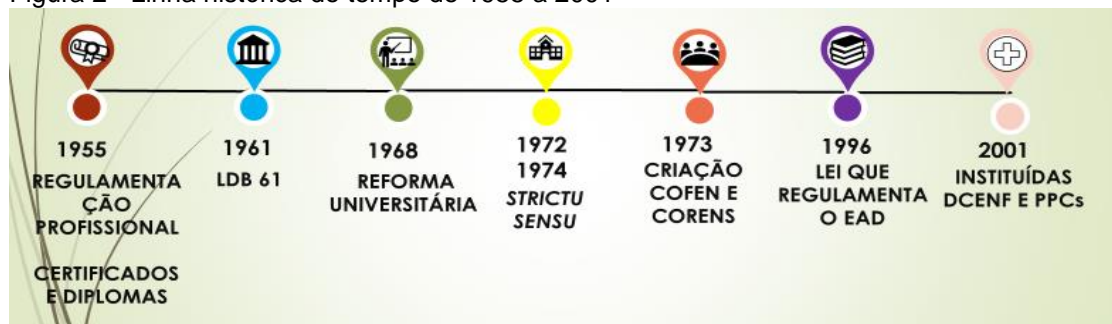 Figura 2 - Linha histórica do tempo de 1955 a 2001
1955
REGULAMENTA
ÇÃO
PROFISSIONAL
CERTIFICADOS
E DIPLOMAS
1961
LDB 61
1968
REFORMA
UNIVERSITÁRIA
1972
1974
STRICTU
SENSU
1973
CRIAÇÃO
COFEN E
CORENS
1996
LEI QUE
REGULAMENTA
O EAD
2001
INSTITUÍDAS
DCENF E PPCs